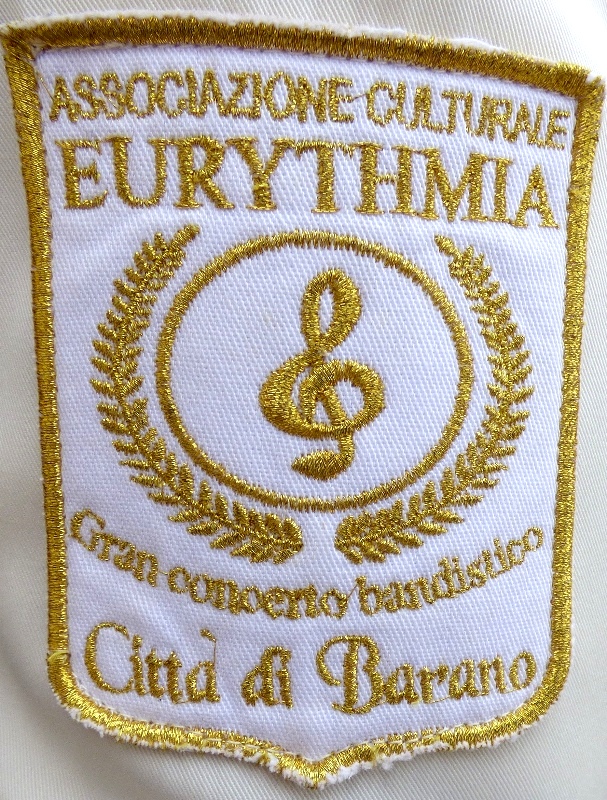 ASSOCIAZIONE CULTURALE
EURYTHMIA
Gran concerto bandistico
Città di Barano